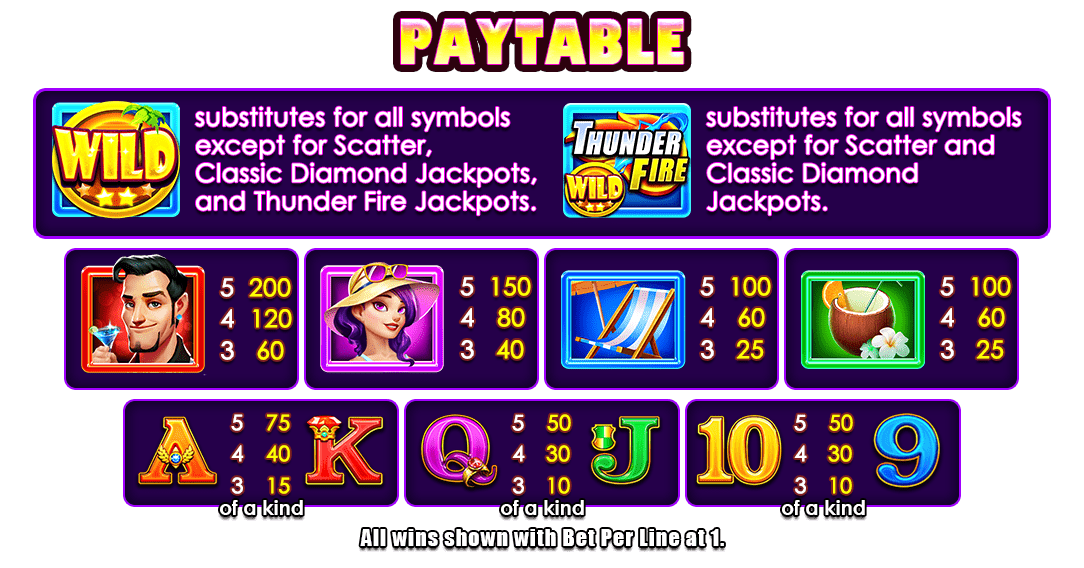 PAYTABLE
WILD
substitutes for all symbols
except for Scatter,
Classic Diamond Jackpots,
and Thunder Fire Jackpots.
THUNDER
FIRE
WILD
substitutes for all symbols
except for Scatter and
Classic Diamond
Jackpots.
5 200
4 120
3 60
5 150
4 80
3 40
5 100
4 60
3 25
5 100
4 60
3 25
A
5 75
4 40
3 15
K
of a kind
Q
5 50
4 30
3 10
J
of a kind
10
5 50
4 30
3 10
9
of a kind
All wins shown with Bet Per Line at 1.